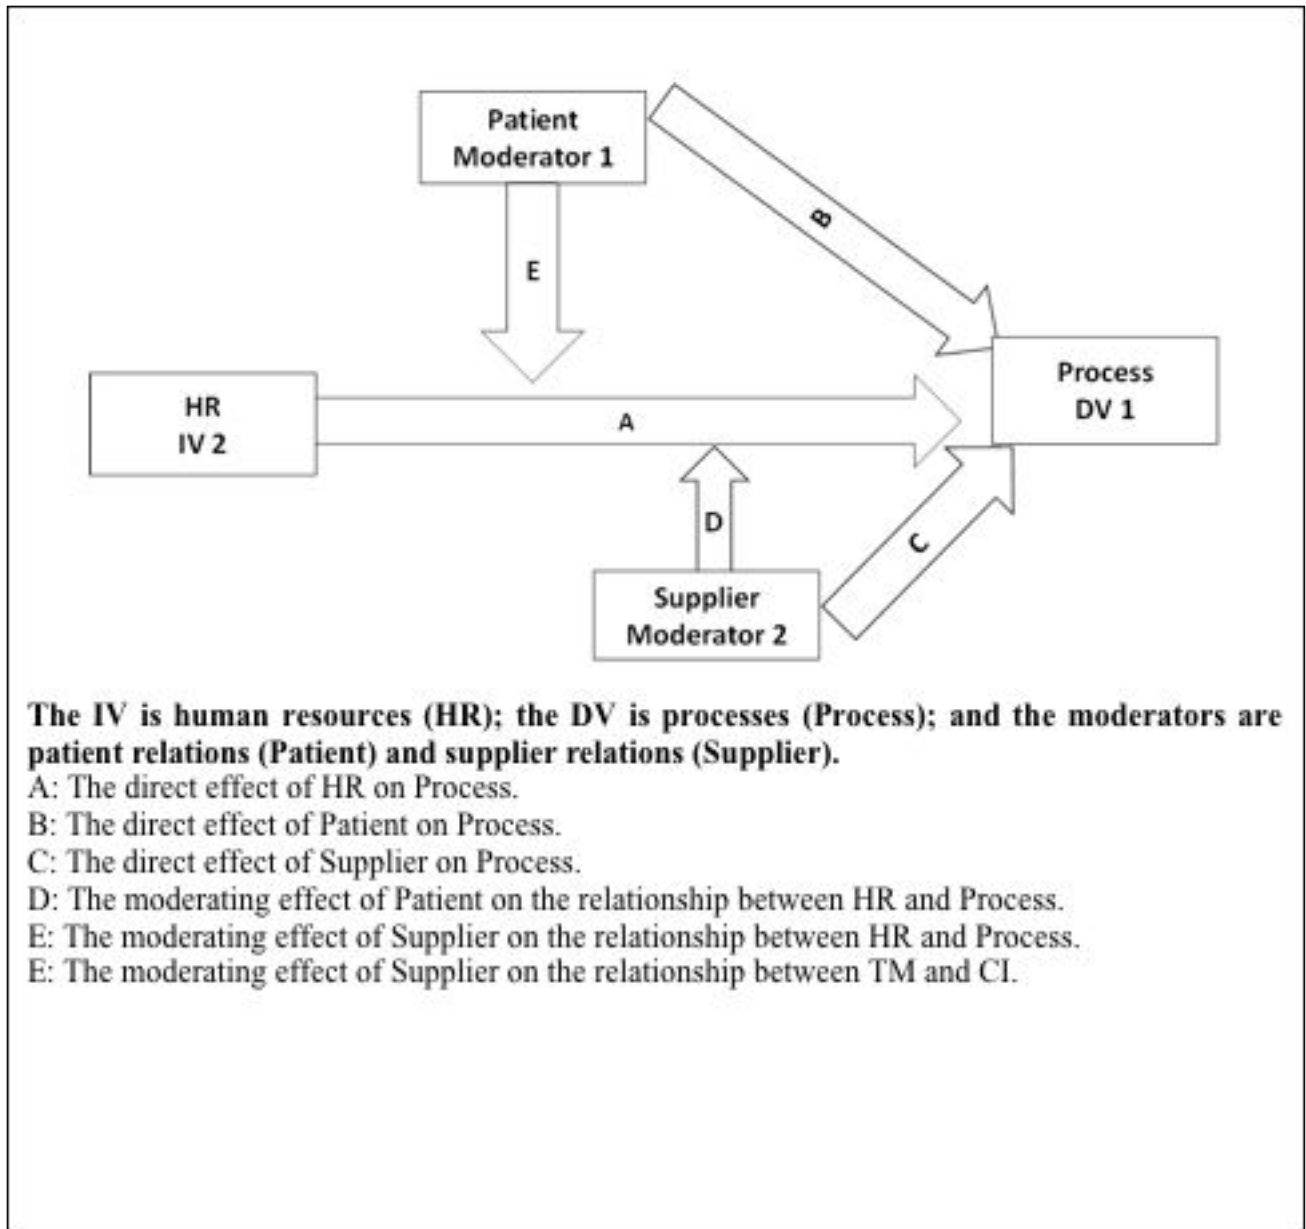 Patient
Moderator 1
B
E
Process
DV 1
HR
IV 2
A
D
C
Supplier
Moderator 2
The IV is human resources (HR); the DV is processes (Process); and the moderators are
patient relations (Patient) and supplier relations (Supplier).
A: The direct effect of HR on Process.
B: The direct effect of Patient on Process.
C: The direct effect of Supplier on Process.
D: The moderating effect of Patient on the relationship between HR and Process.
E: The moderating effect of Supplier on the relationship between HR and Process.
E: The moderating effect of Supplier on the relationship between TM and CI.